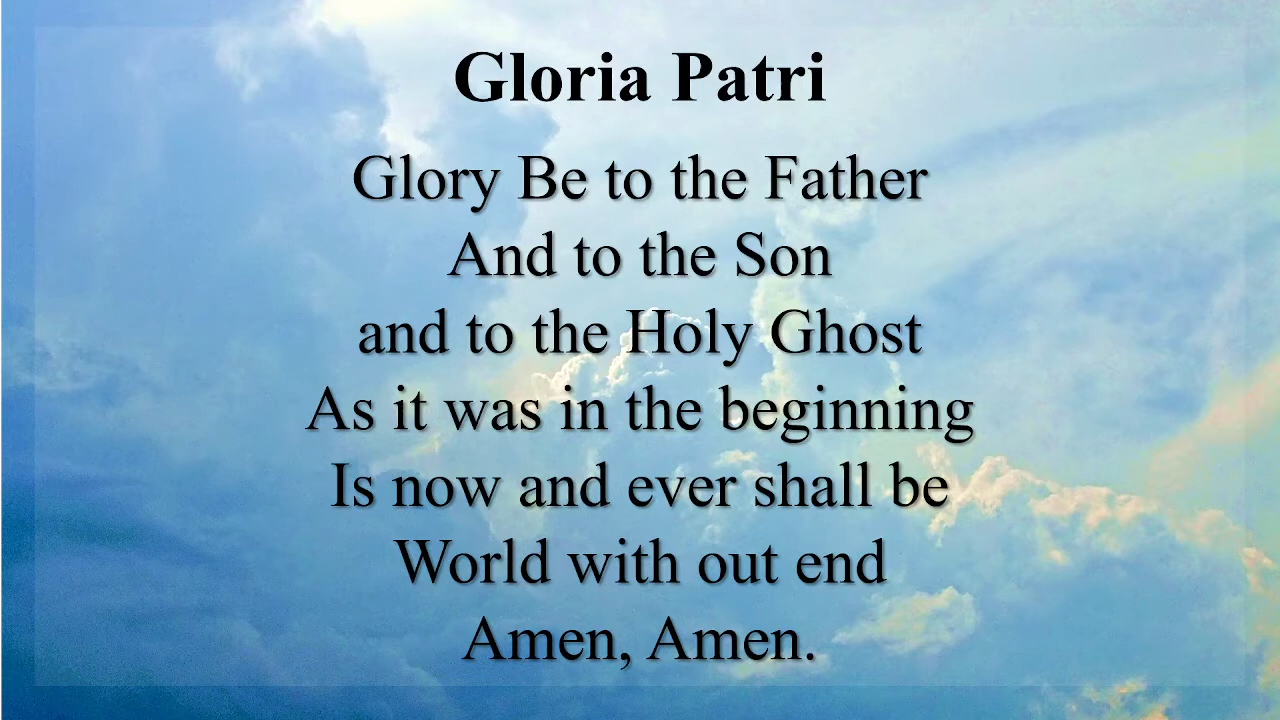 Gloria Patri
Glory Be to the Father
And to the Son
and to the Holy Ghost
As it was in the beginning
Is now and ever shall be
World with out end
Amen, Amen.